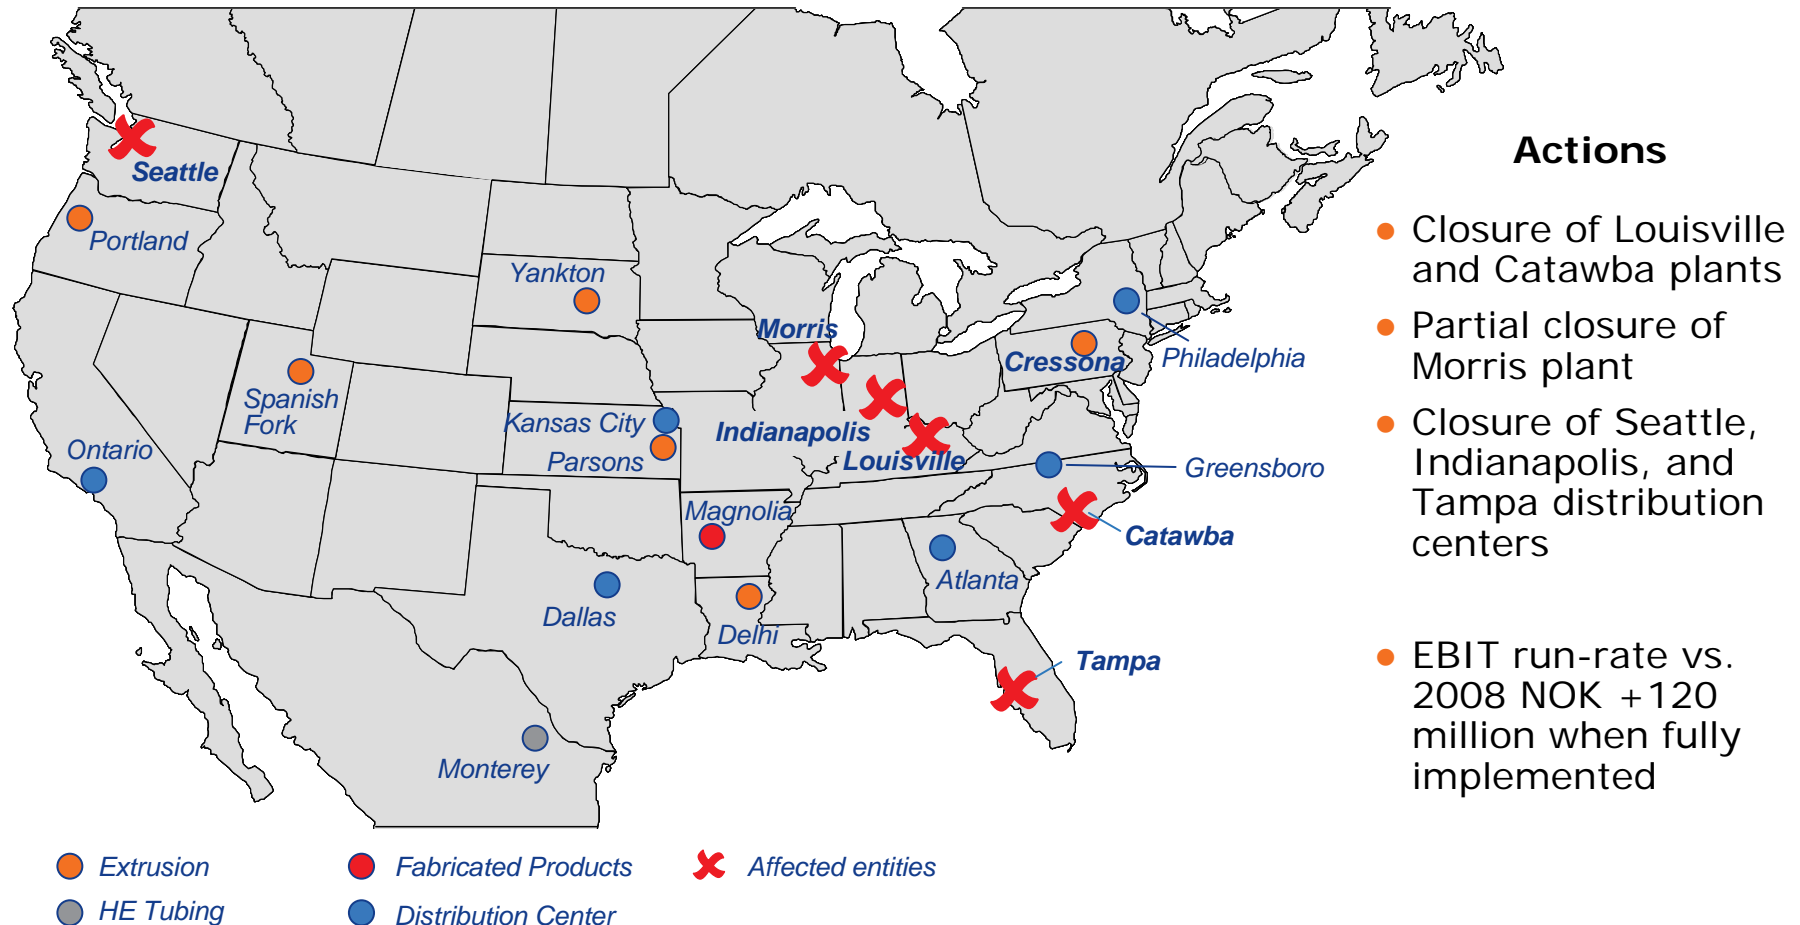 Seattle
Portland
Yankton
Morris
Cressona
Philadelphia
Spanish
Fork
Kansas City
Indianapolis
Ontario
Parsons
Louisville
Greensboro
Magnolia
Catawba
Atlanta
Dallas
Delhi
Tampa
Monterey
Actions
Closure of Louisville
and Catawba plants
Partial closure of
Morris plant
Closure of Seattle,
Indianapolis, and
Tampa distribution
centers
EBIT run-rate vs.
2008 NOK +120
million when fully
implemented
Extrusion
Fabricated Products
Affected entities
HE Tubing
Distribution Center